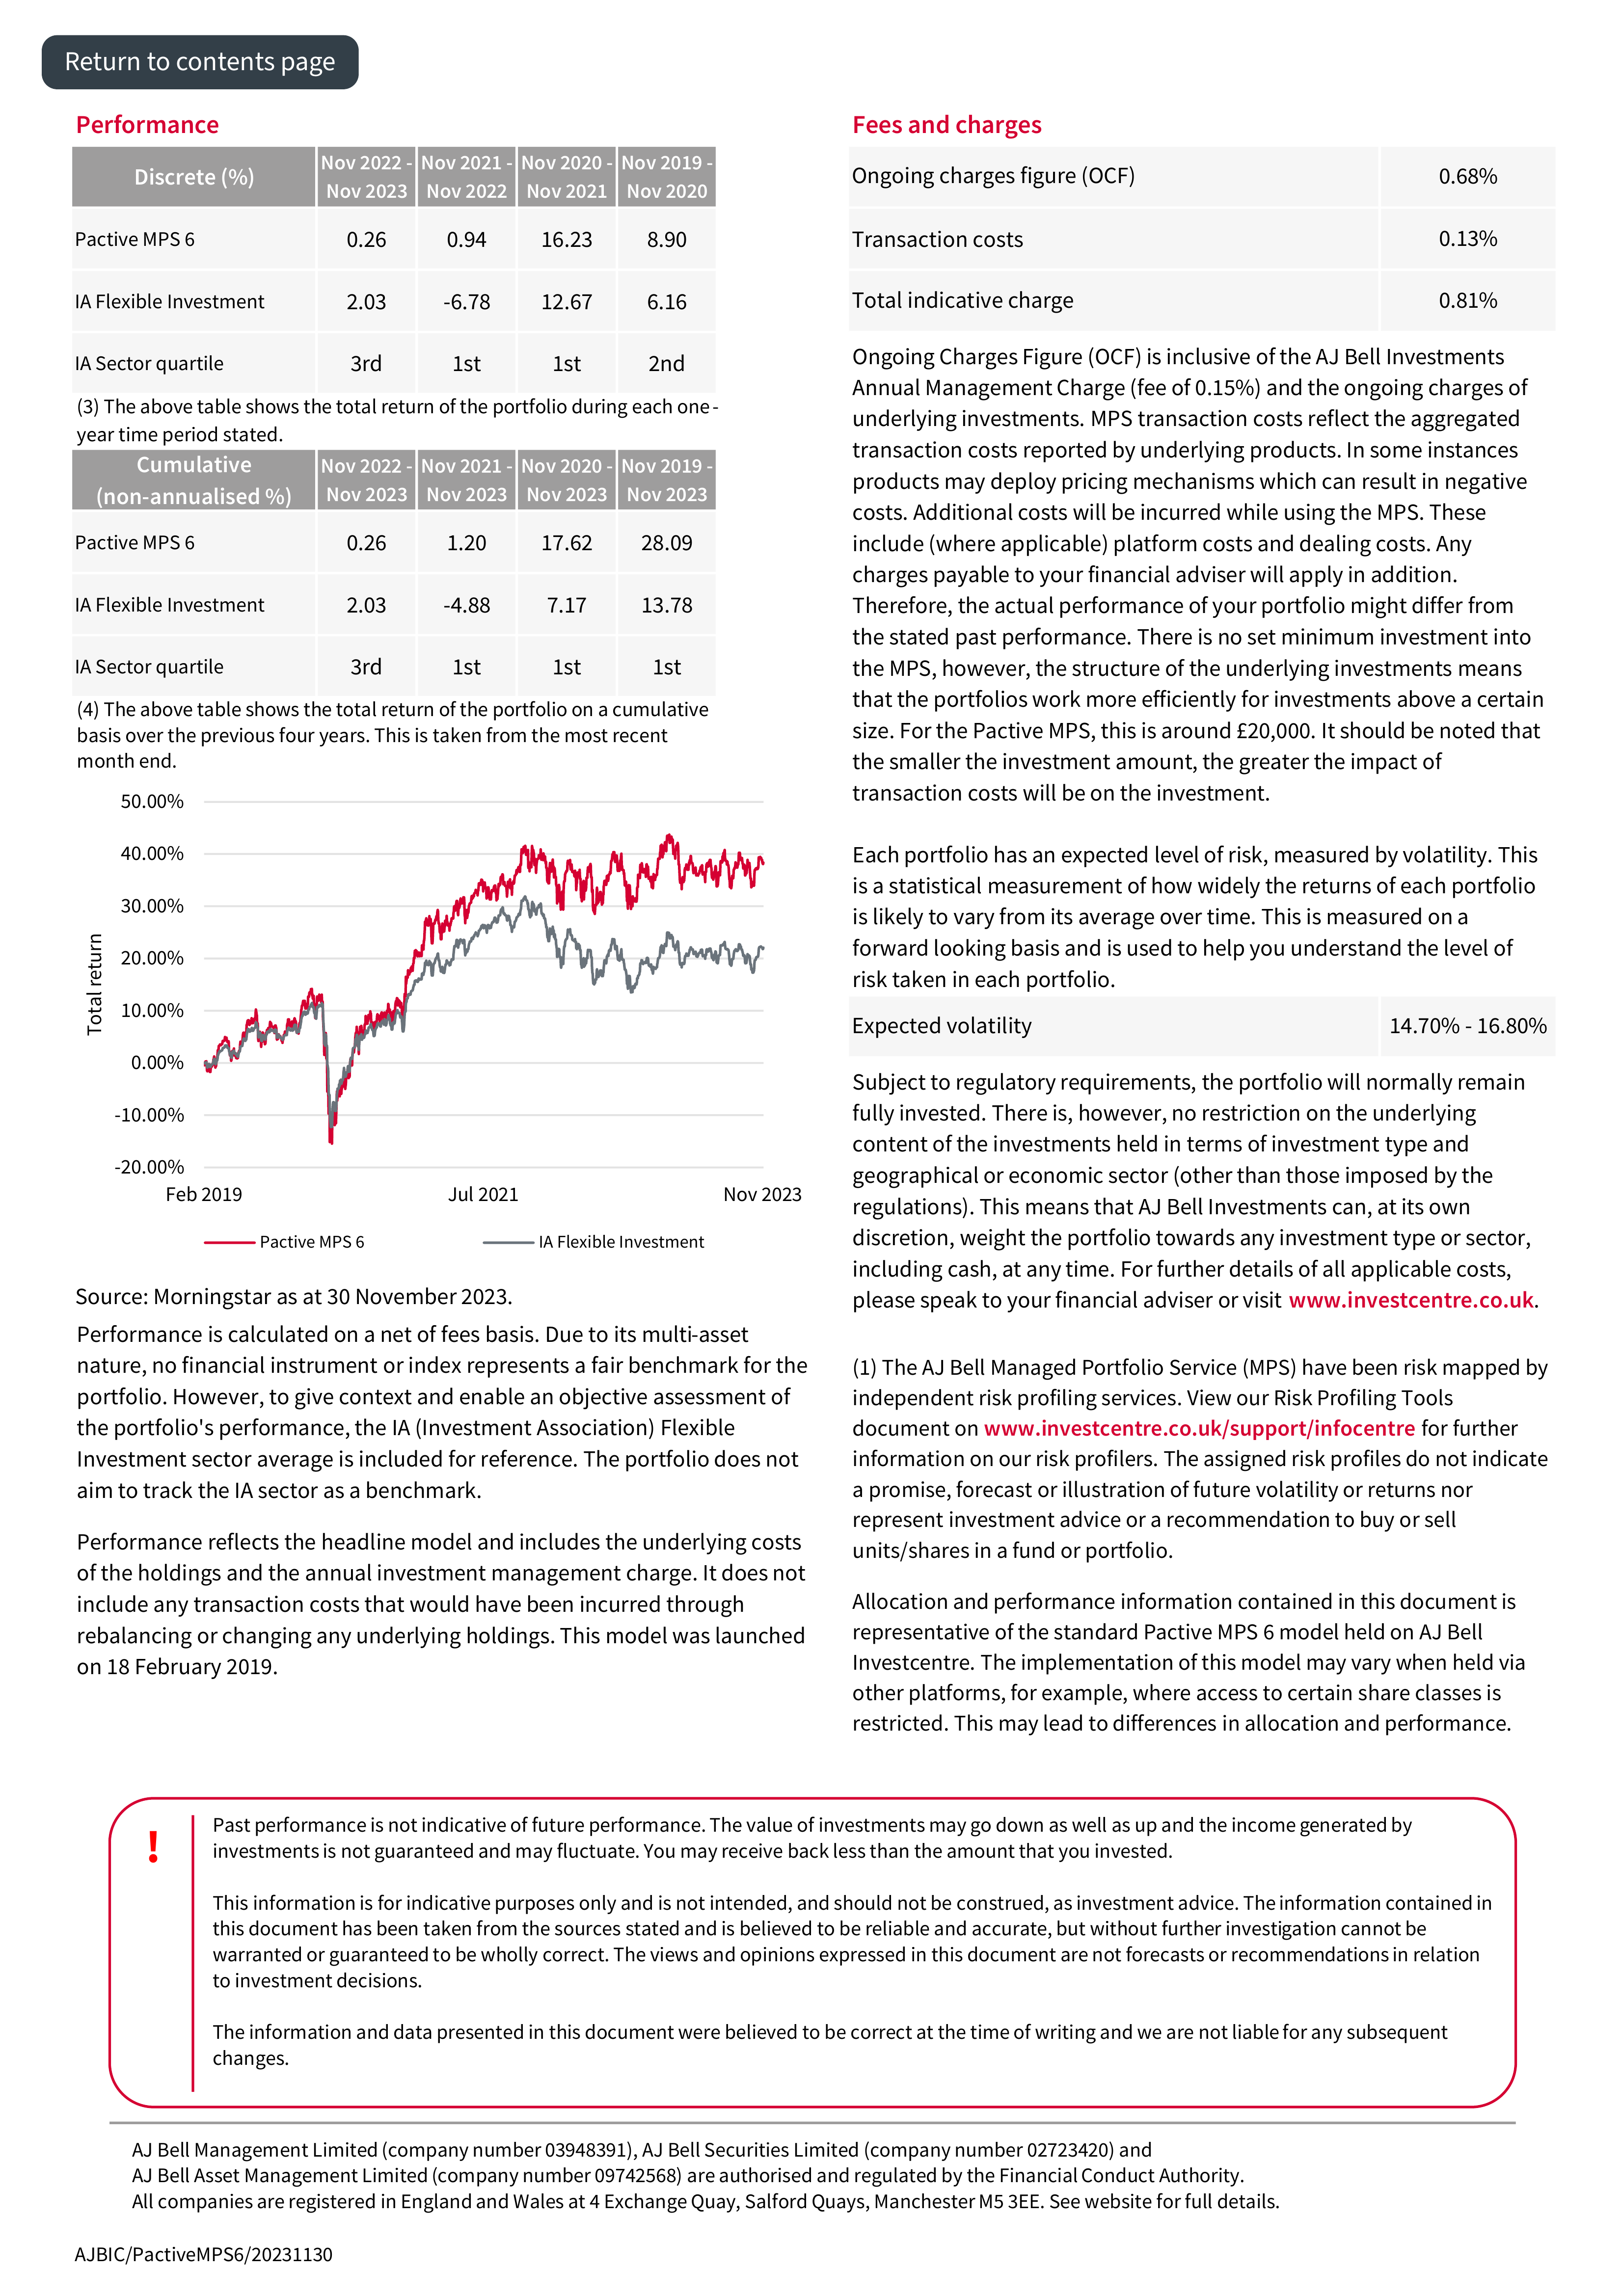 Return to contents page
Performance
Discrete (%) Nov 2022 - Nov 2023 Nov 2021 - Nov 2022 Nov 2020 - Nov 2021 Nov 2019 - Nov 2020
Pactive MPS 6 0.26 0.94 16.23 8.90
IA Flexible Investment 2.03 -6.78 12.67 6.16
IA Sector quartile 3rd 1st 1st 2nd
(3) The above table shows the total return of the portfolio during each one-
year time period stated.
Cumulative (non-annualised %) Nov 2022 - Nov 2023 Nov 2021 - Nov 2023 Nov 2020 - Nov 2023 Nov 2019 - Nov 2023
Pactive MPS 6 0.26 1.20 17.62 28.09
IA Flexible Investment 2.03 -4.88 7.17 13.78
IA Sector quartile 3rd 1st 1st 1st
(4) The above table shows the total return of the portfolio on a cumulative
basis over the previous four years. This is taken from the most recent
month end.
50.00%
40.00%
30.00%
20.00%
10.00%
0.00%
-10.00%
-20.00%
Total return
Feb 2019 Jul 2021 Nov 2023
Pactive MPS 6 IA Flexible Investment
Source: Morningstar as at 30 November 2023.
Performance is calculated on a net of fees basis. Due to its multi-asset
nature, no financial instrument or index represents a fair benchmark for the
portfolio. However, to give context and enable an objective assessment of
the portfolio's performance, the IA (Investment Association) Flexible
Investment sector average is included for reference. The portfolio does not
aim to track the IA sector as a benchmark.
Performance reflects the headline model and includes the underlying costs
of the holdings and the annual investment management charge. It does not
include any transaction costs that would have been incurred through
rebalancing or changing any underlying holdings. This model was launched
on 18 February 2019.
Fees and charges
Ongoing charges figure (OCF) 0.68%
Transaction costs 0.13%
Total indicative charge 0.81%
Ongoing Charges Figure (OCF) is inclusive of the AJ Bell Investments
Annual Management Charge (fee of 0.15%) and the ongoing charges of
underlying investments. MPS transaction costs reflect the aggregated
transaction costs reported by underlying products. In some instances
products may deploy pricing mechanisms which can result in negative
costs. Additional costs will be incurred while using the MPS. These
include (where applicable) platform costs and dealing costs. Any
charges payable to your financial adviser will apply in addition.
Therefore, the actual performance of your portfolio might differ from
the stated past performance. There is no set minimum investment into
the MPS, however, the structure of the underlying investments means
that the portfolios work more efficiently for investments above a certain
size. For the Pactive MPS, this is around £20,000. It should be noted that
the smaller the investment amount, the greater the impact of
transaction costs will be on the investment.
Each portfolio has an expected level of risk, measured by volatility. This
is a statistical measurement of how widely the returns of each portfolio
is likely to vary from its average over time. This is measured on a
forward looking basis and is used to help you understand the level of
risk taken in each portfolio.
Expected volatility 14.70% - 16.80%
Subject to regulatory requirements, the portfolio will normally remain
fully invested. There is, however, no restriction on the underlying
content of the investments held in terms of investment type and
geographical or economic sector (other than those imposed by the
regulations). This means that AJ Bell Investments can, at its own
discretion, weight the portfolio towards any investment type or sector,
including cash, at any time. For further details of all applicable costs,
please speak to your financial adviser or visit www.investcentre.co.uk.
(1) The AJ Bell Managed Portfolio Service (MPS) have been risk mapped by
independent risk profiling services. View our Risk Profiling Tools
document on www.investcentre.co.uk/support/infocentre for further
information on our risk profilers. The assigned risk profiles do not indicate
a promise, forecast or illustration of future volatility or returns nor
represent investment advice or a recommendation to buy or sell
units/shares in a fund or portfolio.
Allocation and performance information contained in this document is
representative of the standard Pactive MPS 6 model held on AJ Bell
Investcentre. The implementation of this model may vary when held via
other platforms, for example, where access to certain share classes is
restricted. This may lead to differences in allocation and performance.
!
Past performance is not indicative of future performance. The value of investments may go down as well as up and the income generated by
investments is not guaranteed and may fluctuate. You may receive back less than the amount that you invested.
This information is for indicative purposes only and is not intended, and should not be construed, as investment advice. The information contained in
this document has been taken from the sources stated and is believed to be reliable and accurate, but without further investigation cannot be
warranted or guaranteed to be wholly correct. The views and opinions expressed in this document are not forecasts or recommendations in relation
to investment decisions.
The information and data presented in this document were believed to be correct at the time of writing and we are not liable for any subsequent
changes.
AJ Bell Management Limited (company number 03948391), AJ Bell Securities Limited (company number 02723420) and
AJ Bell Asset Management Limited (company number 09742568) are authorised and regulated by the Financial Conduct Authority.
All companies are registered in England and Wales at 4 Exchange Quay, Salford Quays, Manchester M5 3EE. See website for full details.
AJBIC/PactiveMPS6/20231130